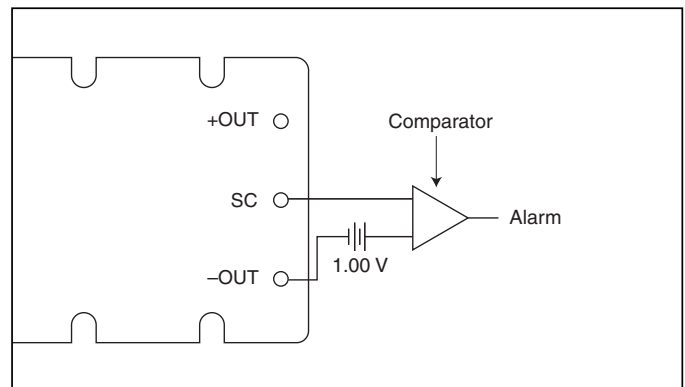 +OUT
Comparator
SC
Alarm
–OUT
1.00 V